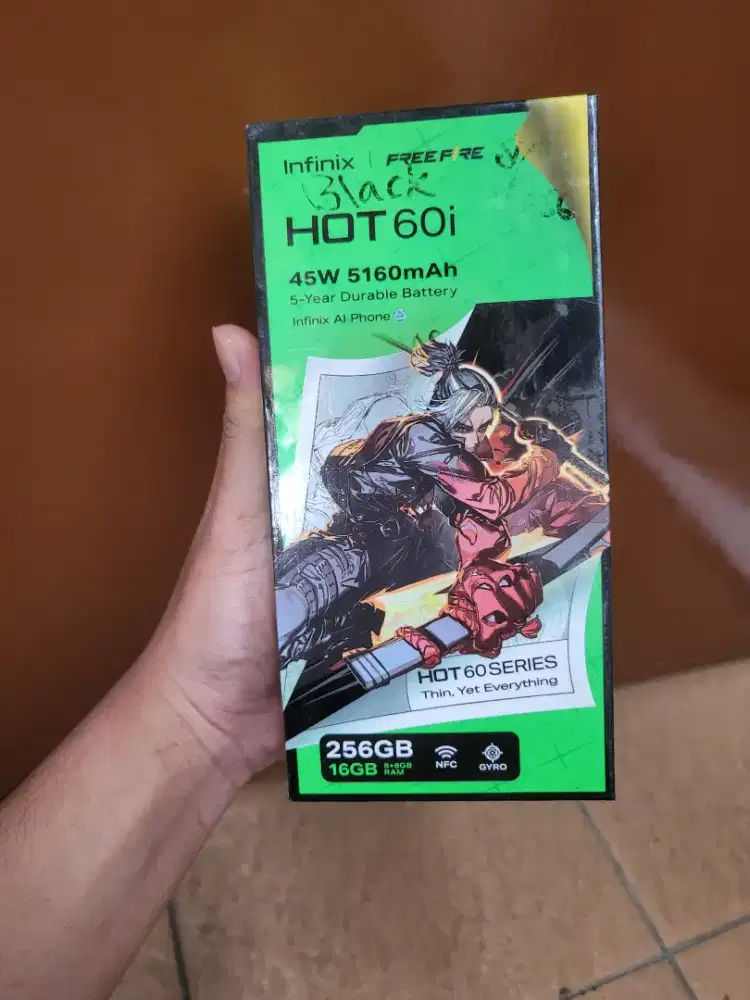 Infinix | FREE FIRE
Black
HOT 60i
45W 5160mAh
5-Year Durable Battery
Infinix AI Phone
HOT 60 SERIES
Thin, Yet Everything
256GB
16GB 8+8GB RAM
NFC
GYRO